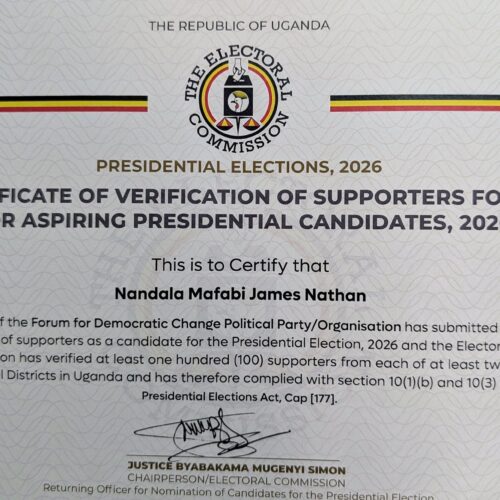 THE REPUBLIC OF UGANDA
THE ELECTORAL
COMMISSION
PRESIDENTIAL ELECTIONS, 2026
FICATE OF VERIFICATION OF SUPPORTERS FO
R ASPIRING PRESIDENTIAL CANDIDATES, 202
This is to Certify that
Nandala Mafabi James Nathan
of the Forum for Democratic Change Political Party/Organisation has submitted
of supporters as a candidate for the Presidential Election, 2026 and the Elector
on has verified at least one hundred (100) supporters from each of at least tw
l Districts in Uganda and has therefore complied with section 10(1)(b) and 10(3)
Presidential Elections Act, Cap [177].
JUSTICE BYABAKAMA MUGENYI SIMON
CHAIRPERSON/ELECTORAL COMMISSION
Returning Officer for Nomination of Candidates for the Presidential Election